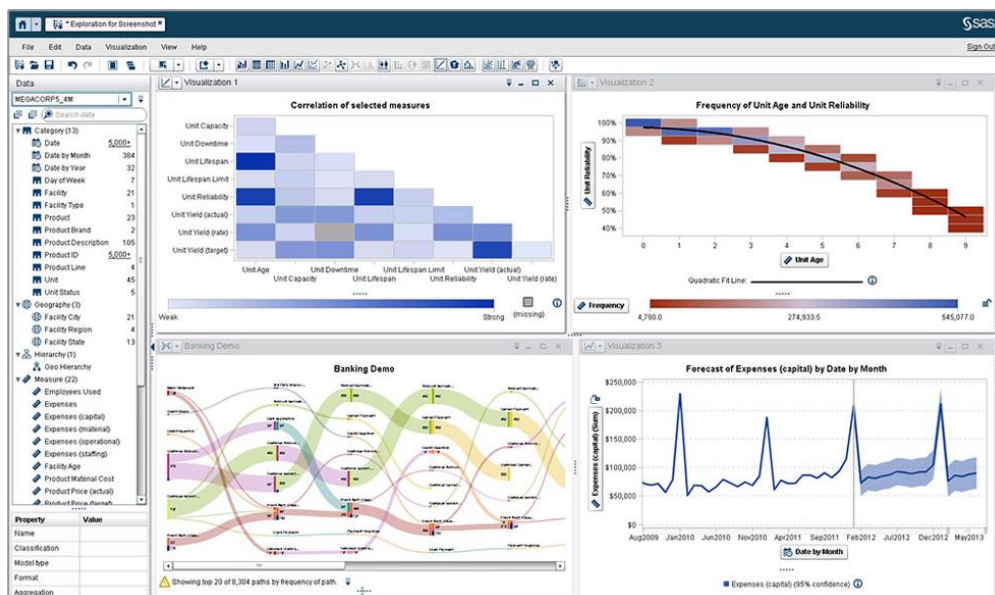 * Exploration for Screenshot
sas
File Edit Data Visualization View Help
Sign Out
Data
MEGACORP5_4M
Search data
Category (13)
Date 5,000+
Date by Month 384
Date by Year 32
Day of Week 7
Facility 21
Facility Type 1
Product 23
Product Brand 2
Product Description 105
Product ID 5,000+
Product Line 4
Unit 45
Unit Status 5
Geography (3)
Facility City 21
Facility Region 4
Facility State 13
Hierarchy (1)
Geo Hierarchy
Measure (22)
Employees Used
Expenses
Expenses (capital)
Expenses (material)
Expenses (operational)
Expenses (staffing)
Facility Age
Product Material Cost
Product Price (actual)
Product Price (target)
Property Value
Name
Classification
Model type
Format
Aggregation
Visualization 1
Correlation of selected measures
Unit Capacity
Unit Downtime
Unit Lifespan
Unit Lifespan Limit
Unit Reliability
Unit Yield (actual)
Unit Yield (rate)
Unit Yield (target)
Unit Age Unit Downtime Unit Lifespan Limit Unit Yield (actual)
Unit Capacity Unit Lifespan Unit Reliability Unit Yield (rate)
Weak Strong (missing)
Visualization 2
Frequency of Unit Age and Unit Reliability
Unit Reliability
100%
90%
80%
70%
60%
50%
40%
0 1 2 3 4 5 6 7 8 9
Unit Age
Quadratic Fit Line:
Frequency
4,790.0 274,933.5 545,077.0
Banking Demo
Banking Demo
Showing top 20 of 8,304 paths by frequency of path.
Visualization 3
Forecast of Expenses (capital) by Date by Month
Expenses (capital) (Sum)
$250,000
$200,000
$150,000
$100,000
$50,000
$0
Aug2009 Jan2010 Jun2010 Nov2010 Apr2011 Sep2011 Feb2012 Jul2012 Dec2012 May2013
Date by Month
Expenses (capital) (95% confidence)